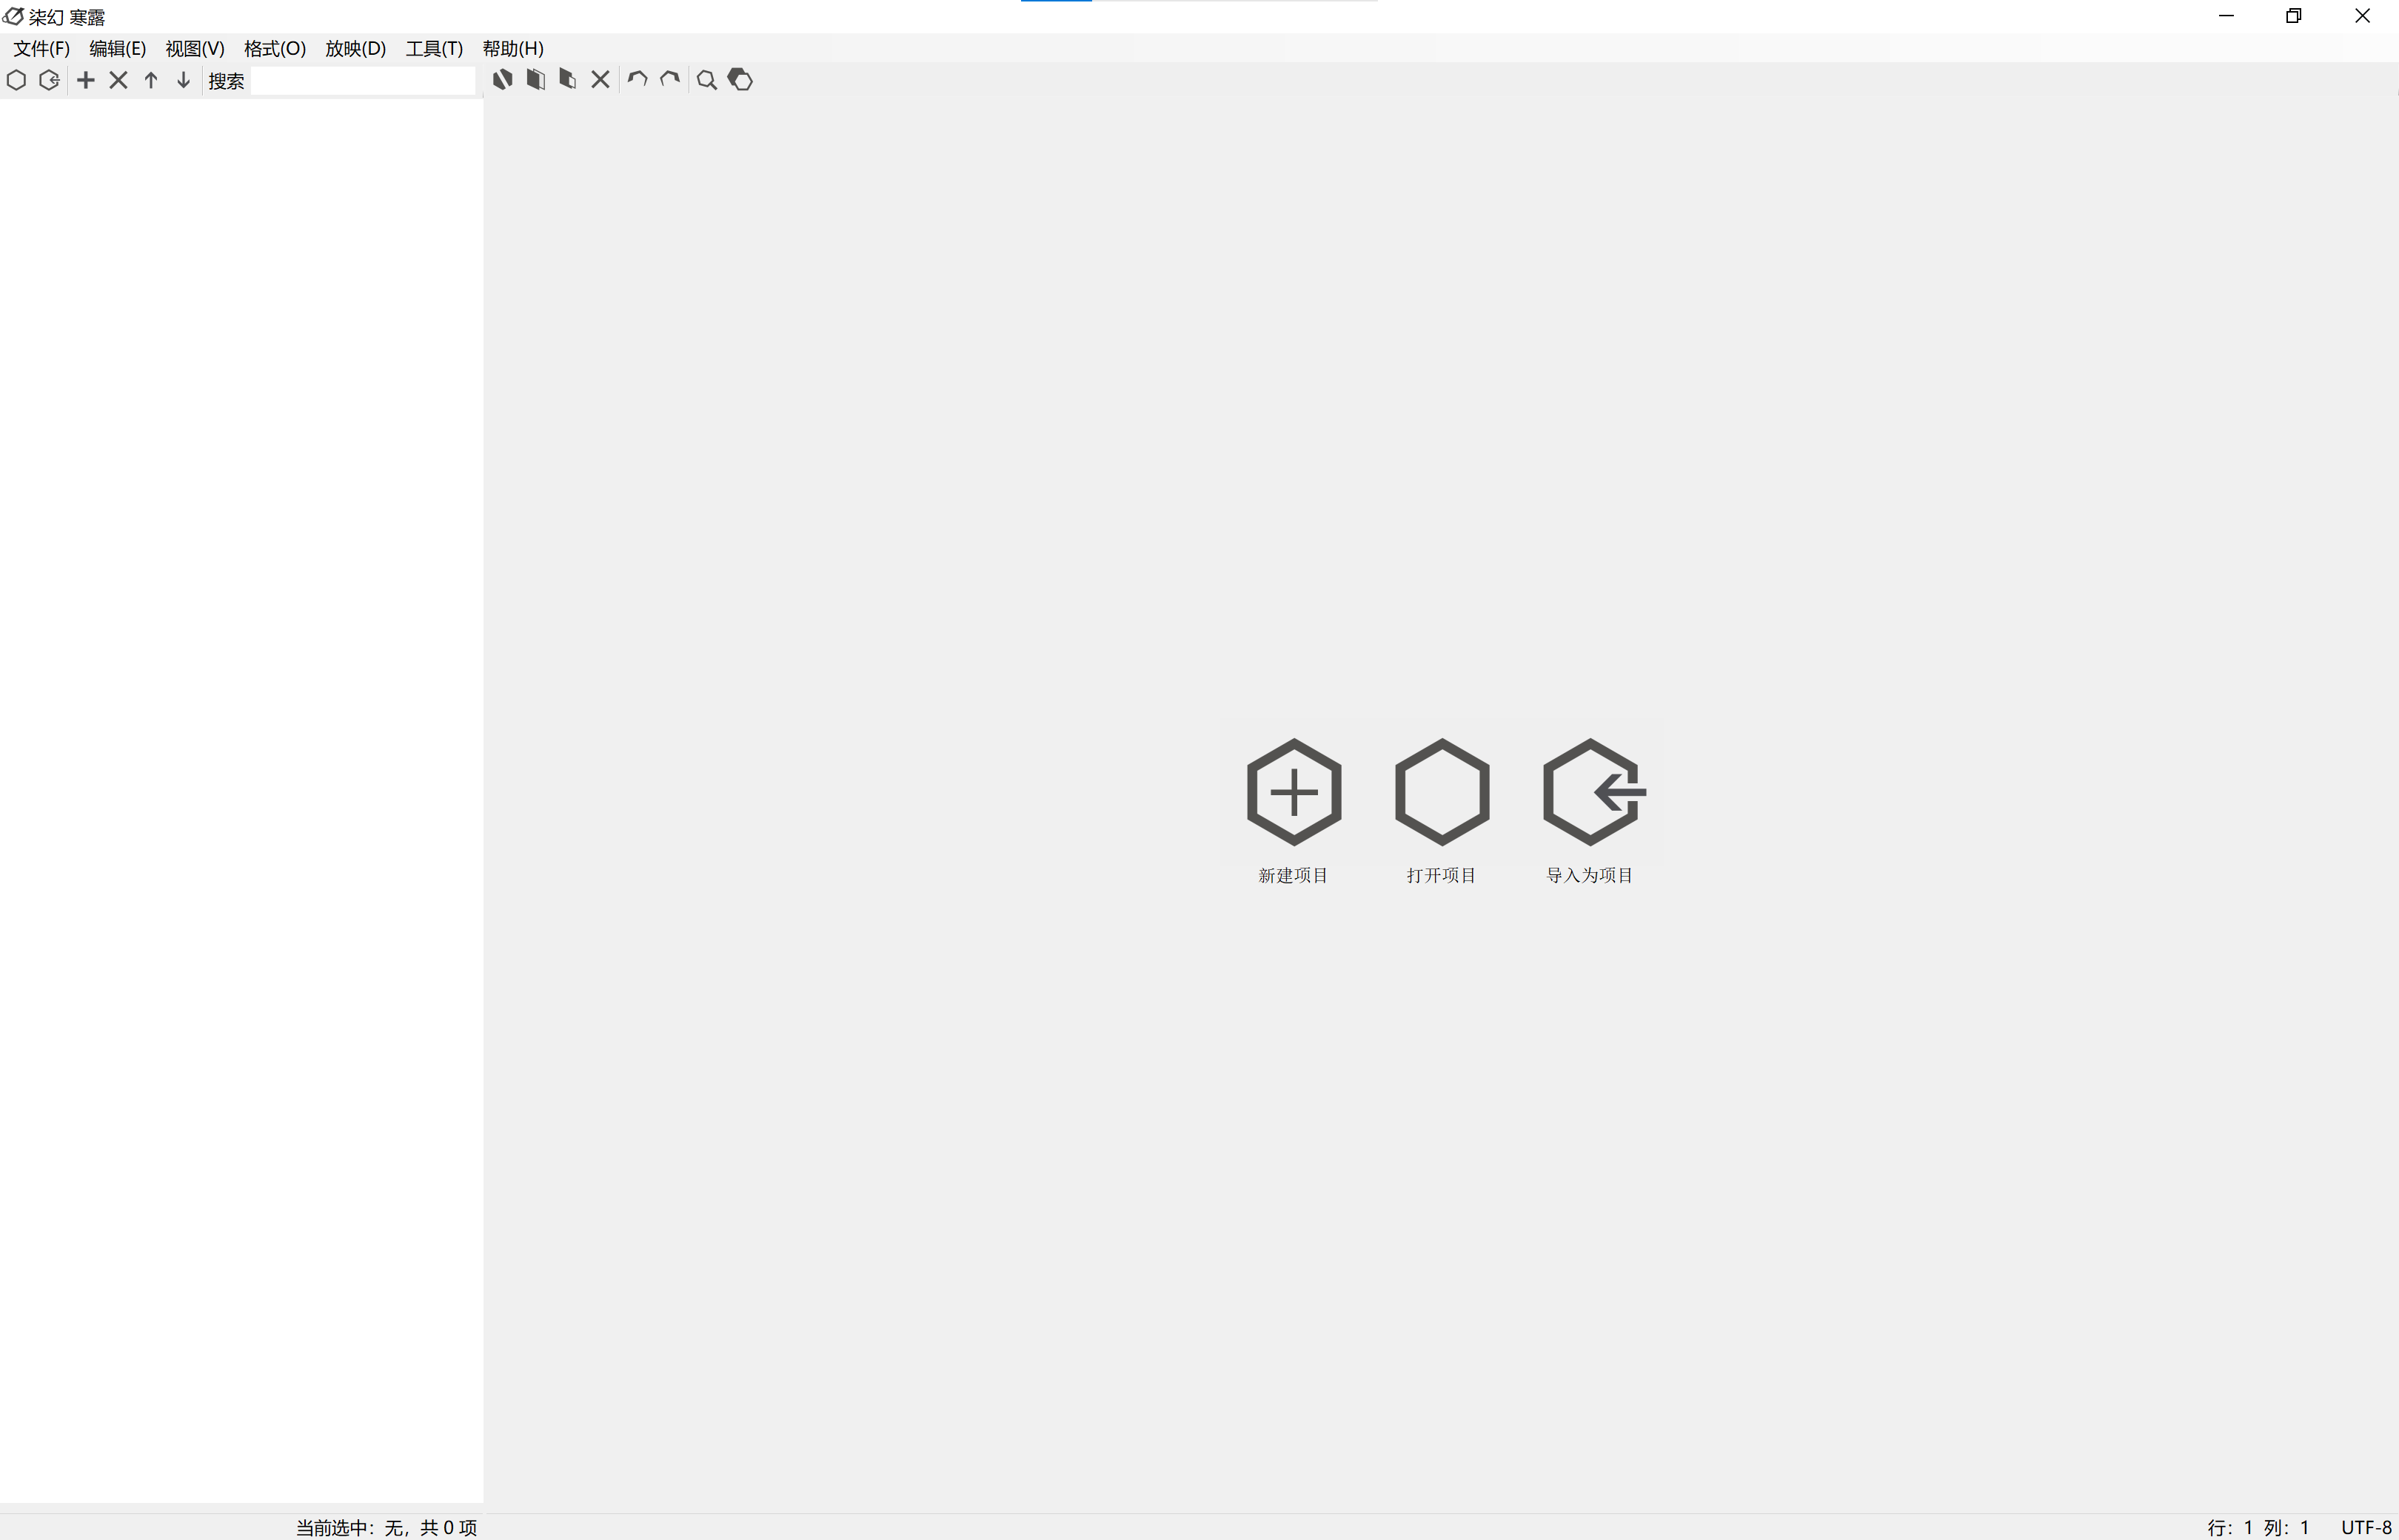 柒幻 寒露
文件(F) 编辑(E) 视图(V) 格式(O) 放映(D) 工具(T) 帮助(H)
搜索
新建项目 打开项目 导入为项目
当前选中：无，共 0 项 行：1 列：1 UTF-8